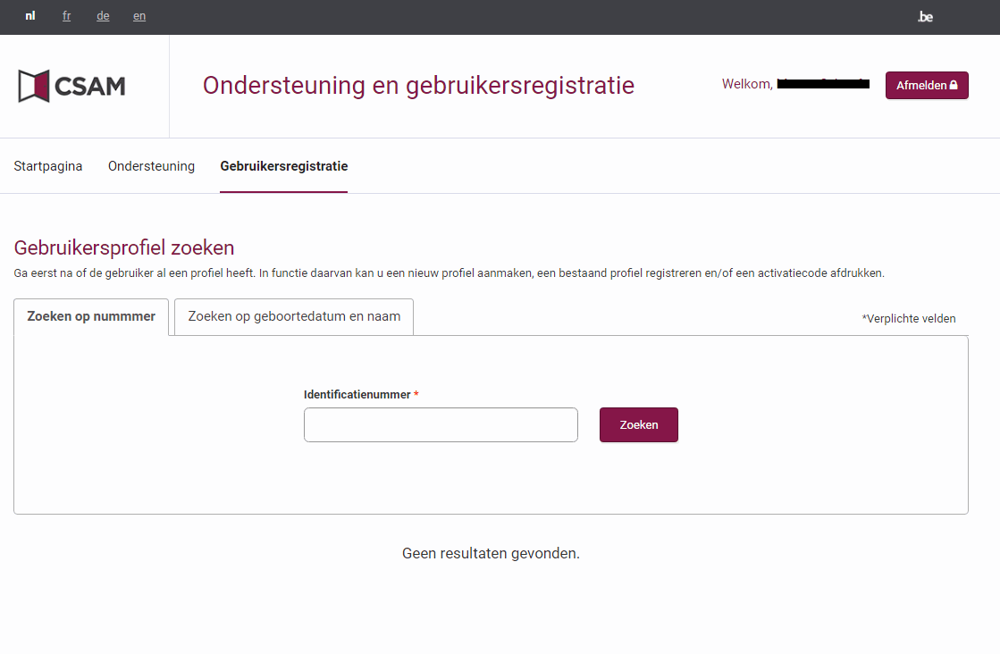 nl fr de en .be
CSAM
Ondersteuning en gebruikersregistratie
Welkom,
Afmelden
Startpagina Ondersteuning Gebruikersregistratie
Gebruikersprofiel zoeken
Ga eerst na of de gebruiker al een profiel heeft. In functie daarvan kan u een nieuw profiel aanmaken, een bestaand profiel registreren en/of een activatiecode afdrukken.
Zoeken op nummmer Zoeken op geboortedatum en naam
*Verplichte velden
Identificatienummer *
Zoeken
Geen resultaten gevonden.